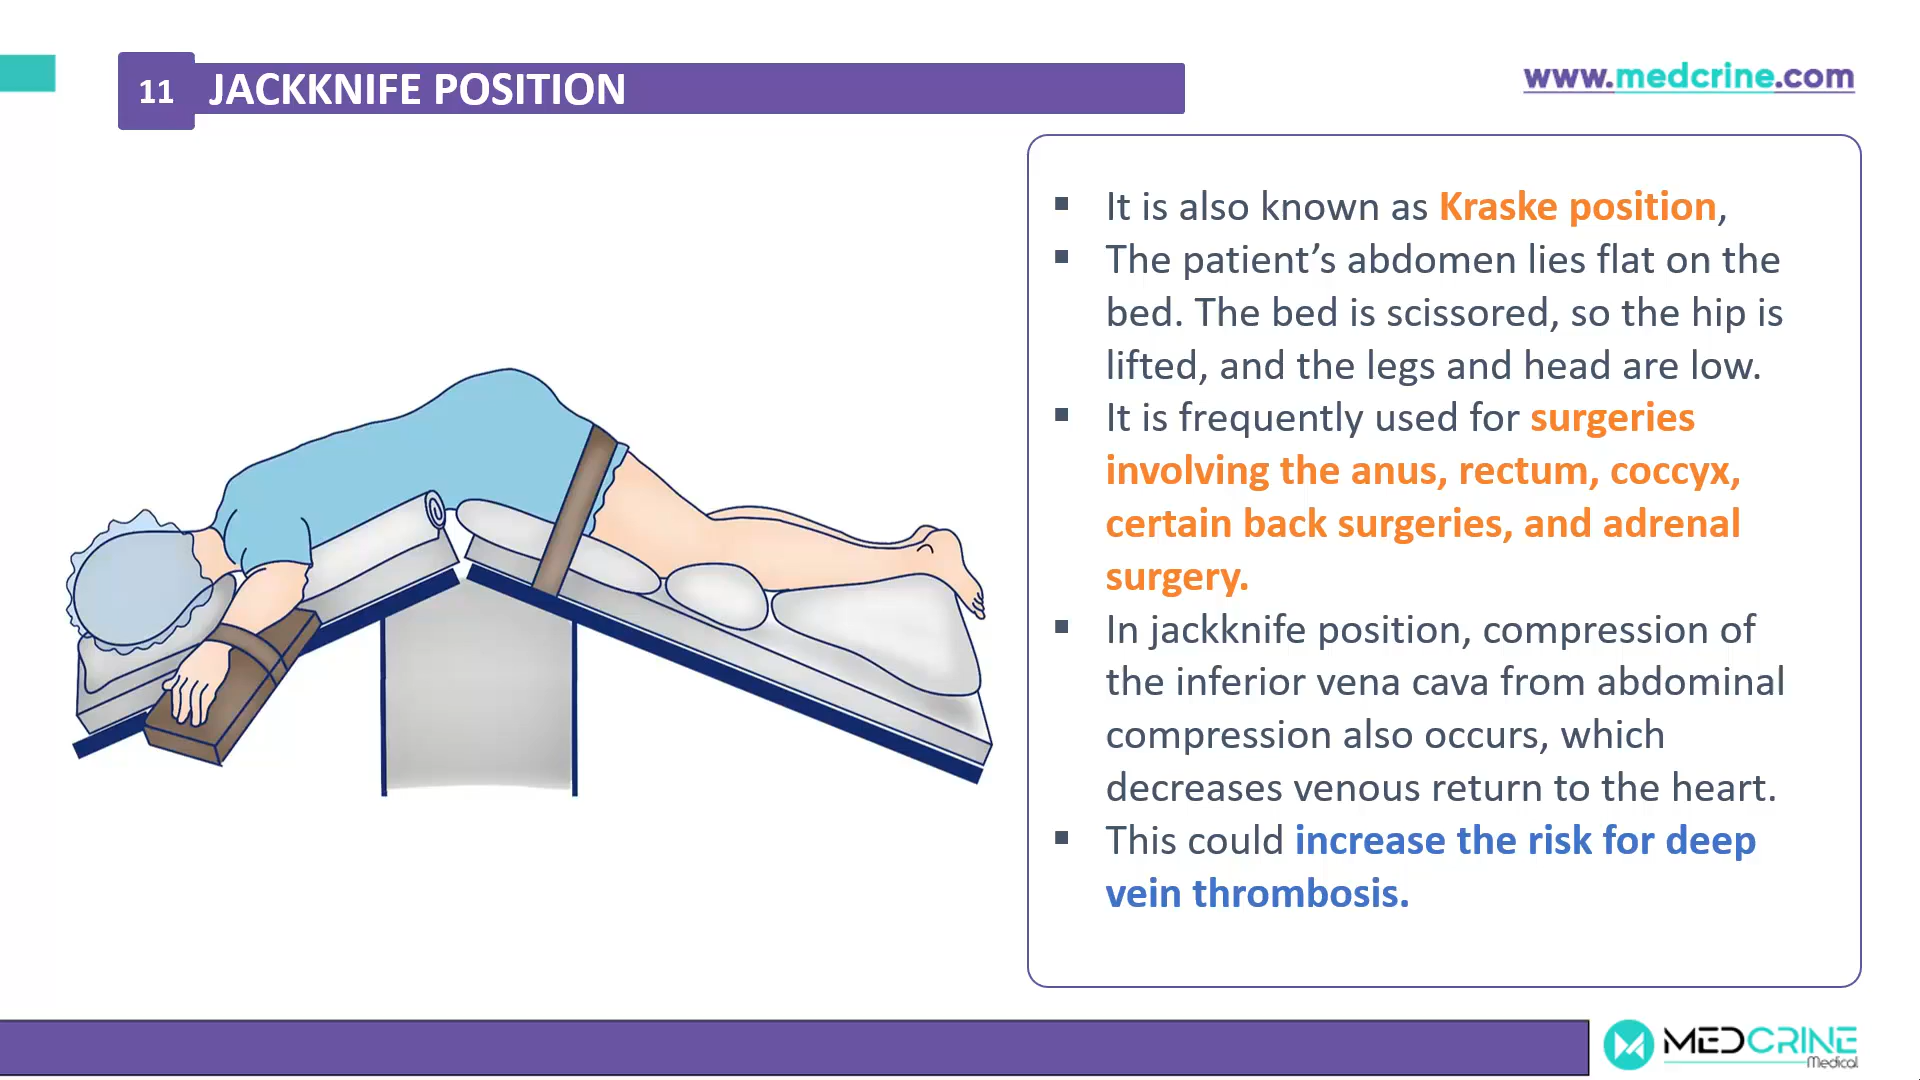 11 JACKKNIFE POSITION
www.medcrine.com
▪ It is also known as Kraske position,
▪ The patient’s abdomen lies flat on the
bed. The bed is scissored, so the hip is
lifted, and the legs and head are low.
▪ It is frequently used for surgeries
involving the anus, rectum, coccyx,
certain back surgeries, and adrenal
surgery.
▪ In jackknife position, compression of
the inferior vena cava from abdominal
compression also occurs, which
decreases venous return to the heart.
▪ This could increase the risk for deep
vein thrombosis.
MEDCRINE
Medical